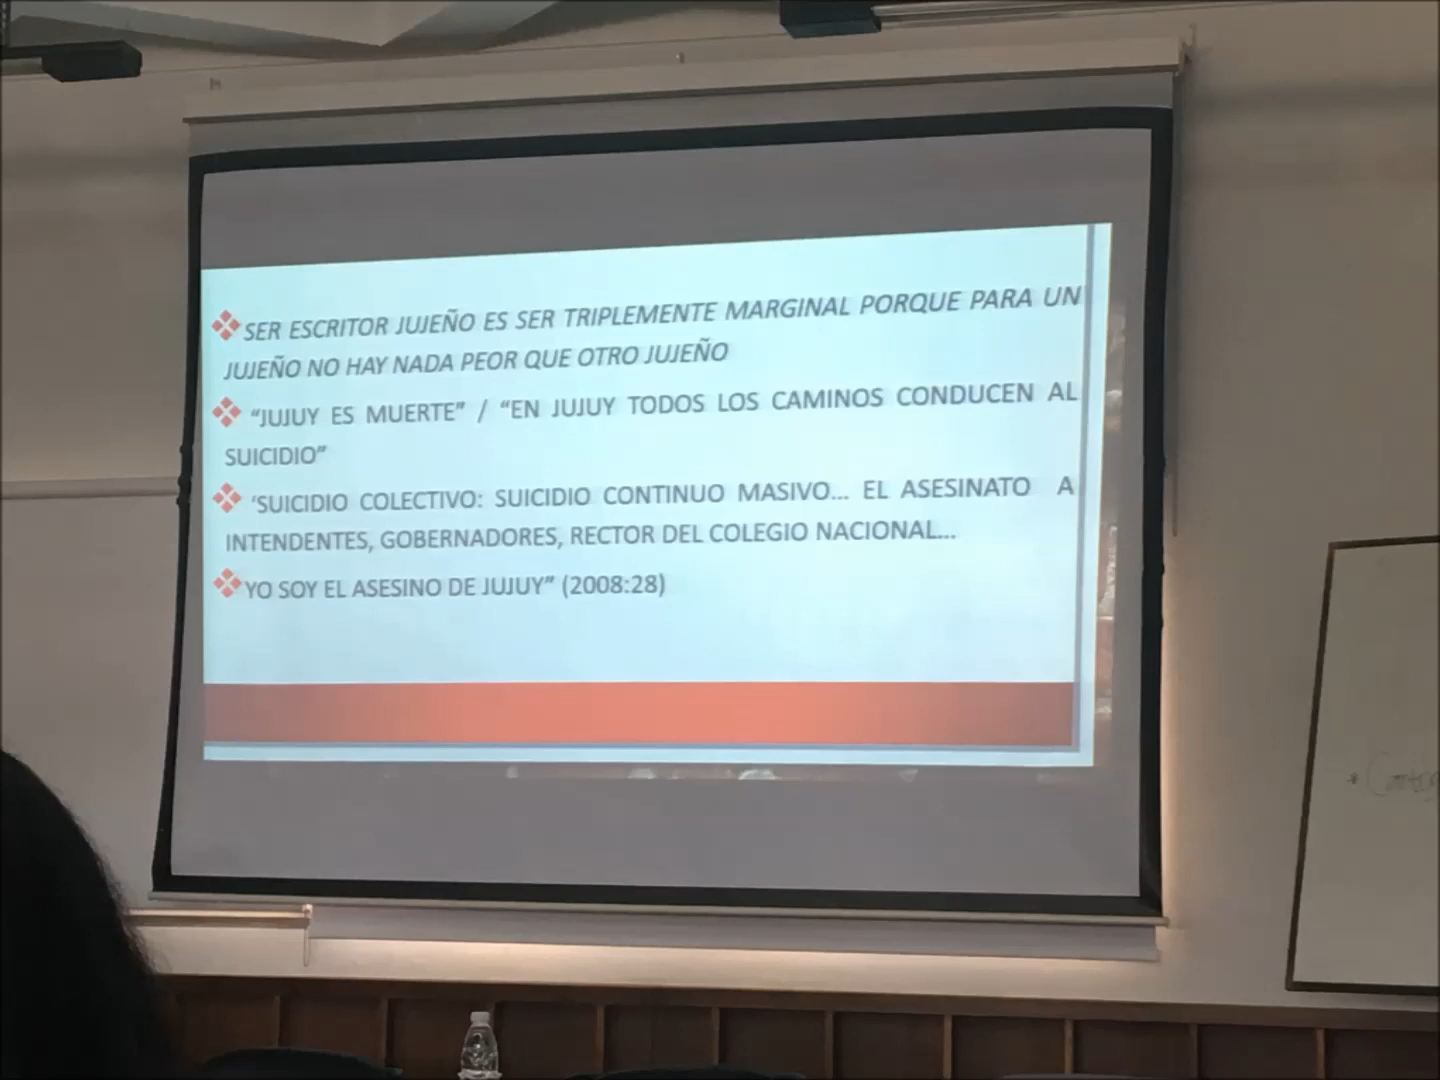 SER ESCRITOR JUJEÑO ES SER TRIPLEMENTE MARGINAL PORQUE PARA UN
JUJEÑO NO HAY NADA PEOR QUE OTRO JUJEÑO
“JUJUY ES MUERTE” / “EN JUJUY TODOS LOS CAMINOS CONDUCEN AL
SUICIDIO”
‘SUICIDIO COLECTIVO: SUICIDIO CONTINUO MASIVO... EL ASESINATO A
INTENDENTES, GOBERNADORES, RECTOR DEL COLEGIO NACIONAL...
YO SOY EL ASESINO DE JUJUY” (2008:28)